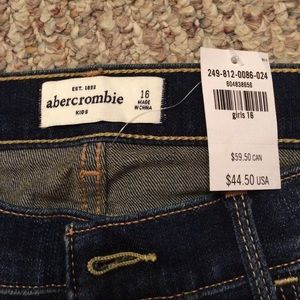 EST. 1892
abercrombie
KIDS
16
MADE
IN CHINA
249-812-0086-024
604838656
girls 16
$59.50 CAN
$44.50 USA